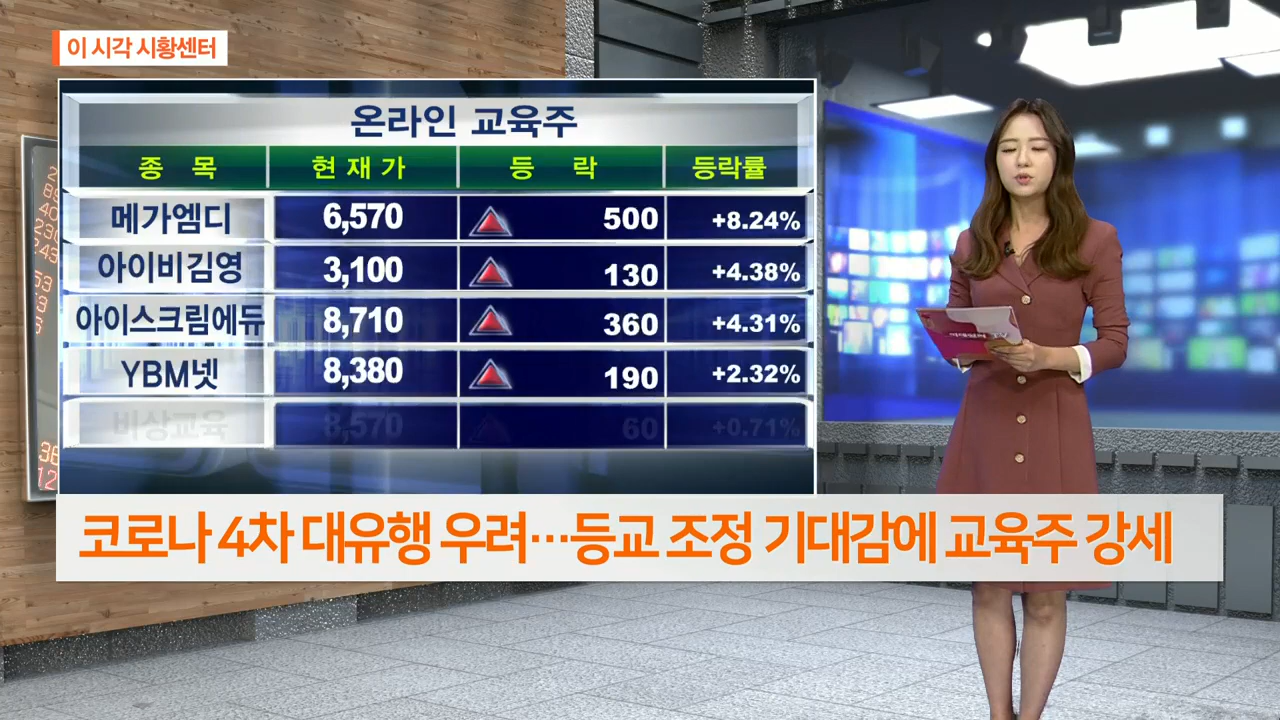 이 시각 시황센터
온라인 교육주
종 목 현 재 가 등 락 등락률
메가엠디 6,570 ▲ 500 +8.24%
아이비김영 3,100 ▲ 130 +4.38%
아이스크림에듀 8,710 ▲ 360 +4.31%
YBM넷 8,380 ▲ 190 +2.32%
비상교육 8,570 60 +0.71%
코로나 4차 대유행 우려…등교 조정 기대감에 교육주 강세